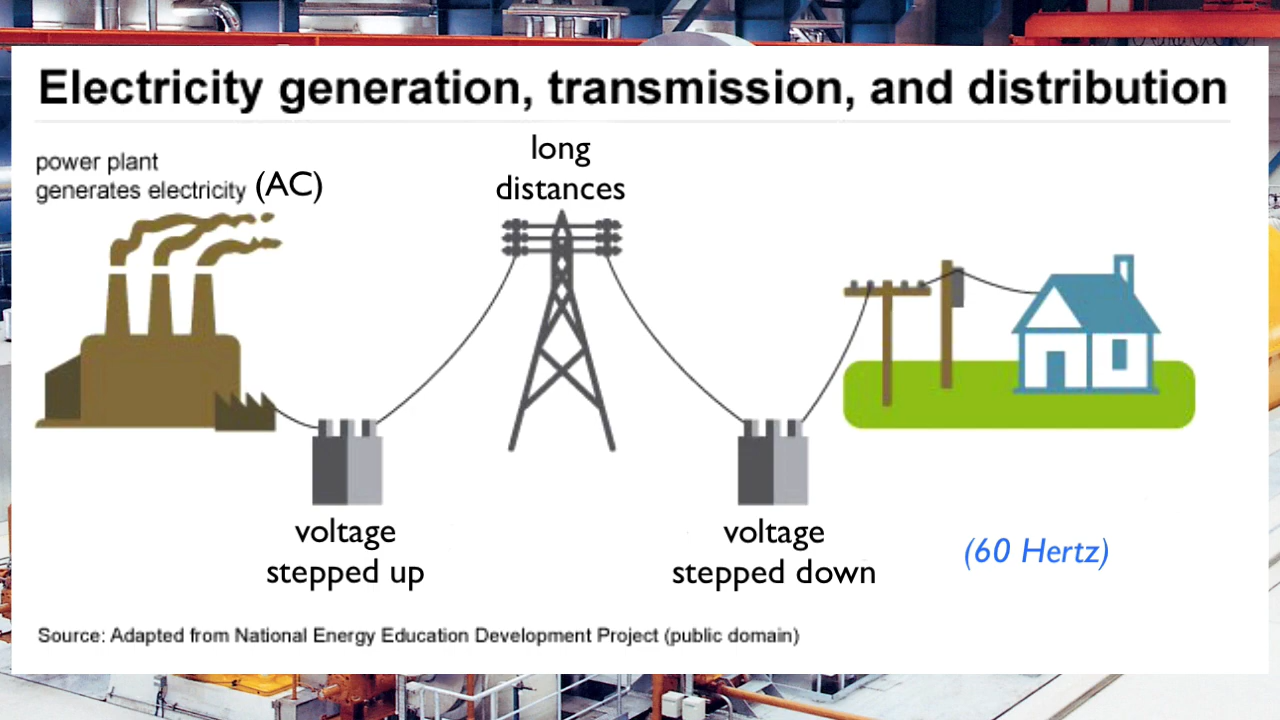 Electricity generation, transmission, and distribution
power plant
generates electricity (AC)
long
distances
voltage
stepped up
voltage
stepped down
(60 Hertz)
Source: Adapted from National Energy Education Development Project (public domain)